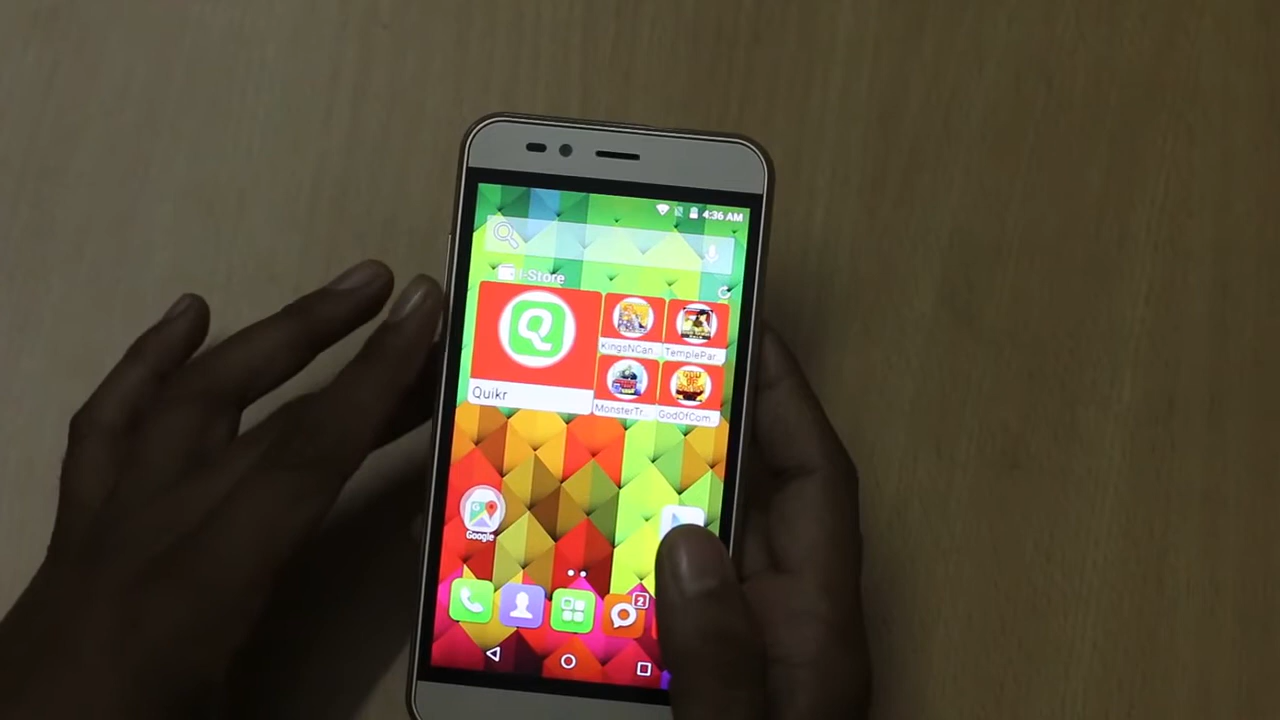 4:36 AM
I-Store
Q
Quikr
KingsNCan..
TemplePar..
MonsterTr..
GodOfCom..
G
Google
2